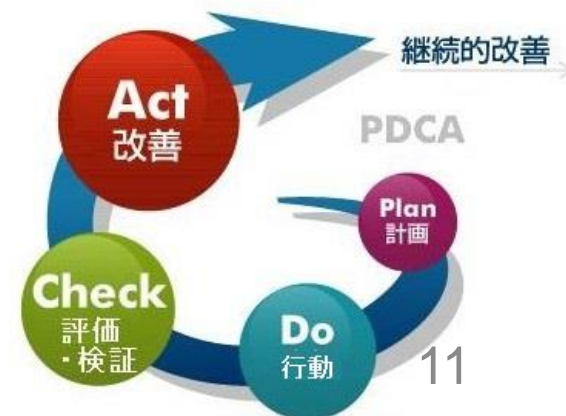 継続的改善
PDCA
Plan
計画
Do
行動
Check
評価
・検証
Act
改善
11